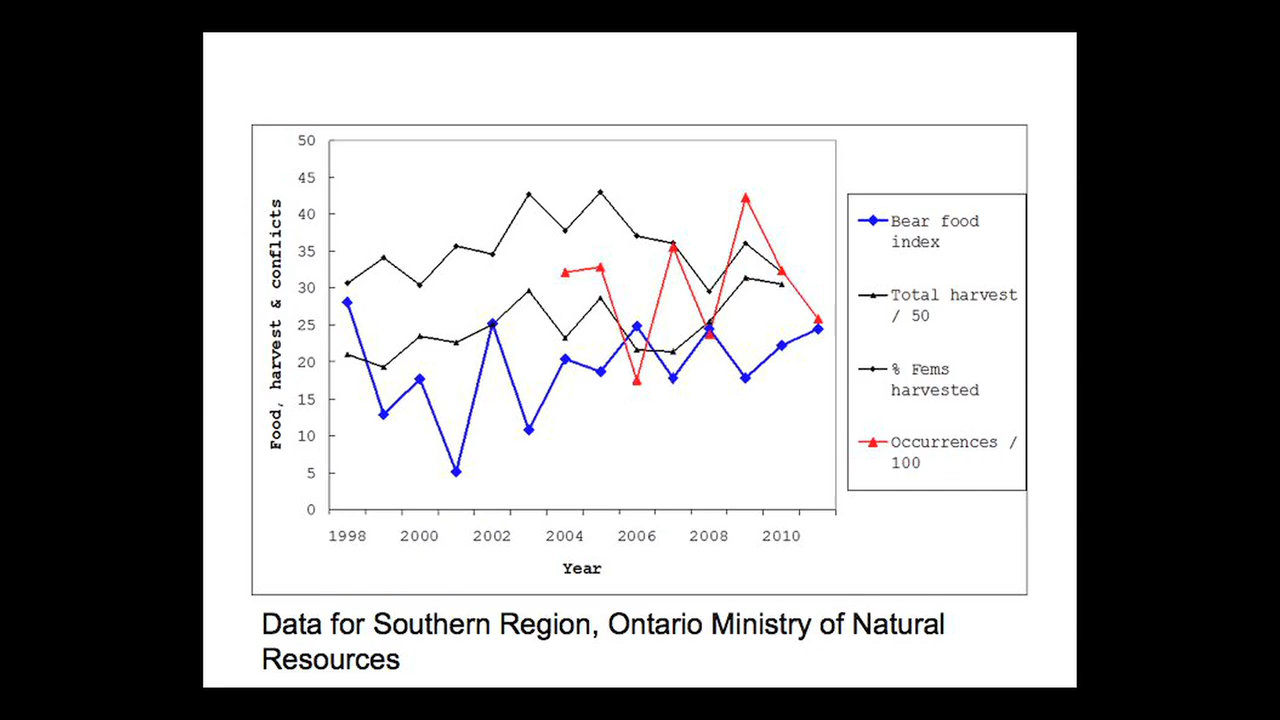 50
45
40
35
30
25
20
15
10
5
0
Food, harvest & conflicts
1998 2000 2002 2004 2006 2008 2010
Year
Bear food
index
Total harvest
/ 50
% Fems
harvested
Occurrences /
100
Data for Southern Region, Ontario Ministry of Natural
Resources